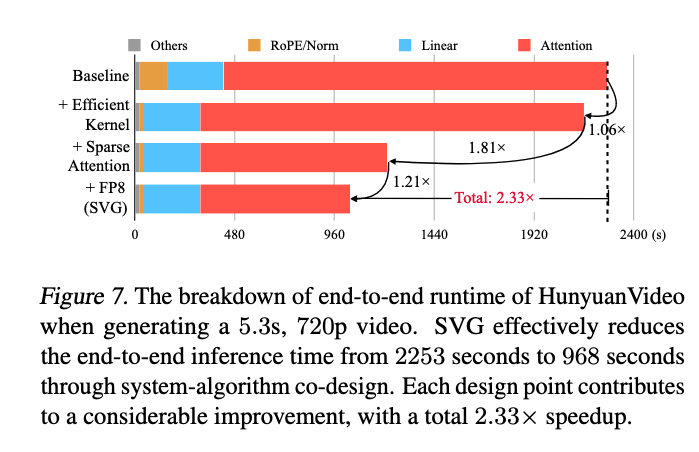 Others RoPE/Norm Linear Attention
Baseline
+ Efficient
Kernel
1.06×
+ Sparse
Attention
1.81×
+ FP8
(SVG)
1.21×
Total: 2.33×
0 480 960 1440 1920 2400 (s)
Figure 7. The breakdown of end-to-end runtime of HunyuanVideo
when generating a 5.3s, 720p video. SVG effectively reduces
the end-to-end inference time from 2253 seconds to 968 seconds
through system-algorithm co-design. Each design point contributes
to a considerable improvement, with a total 2.33× speedup.